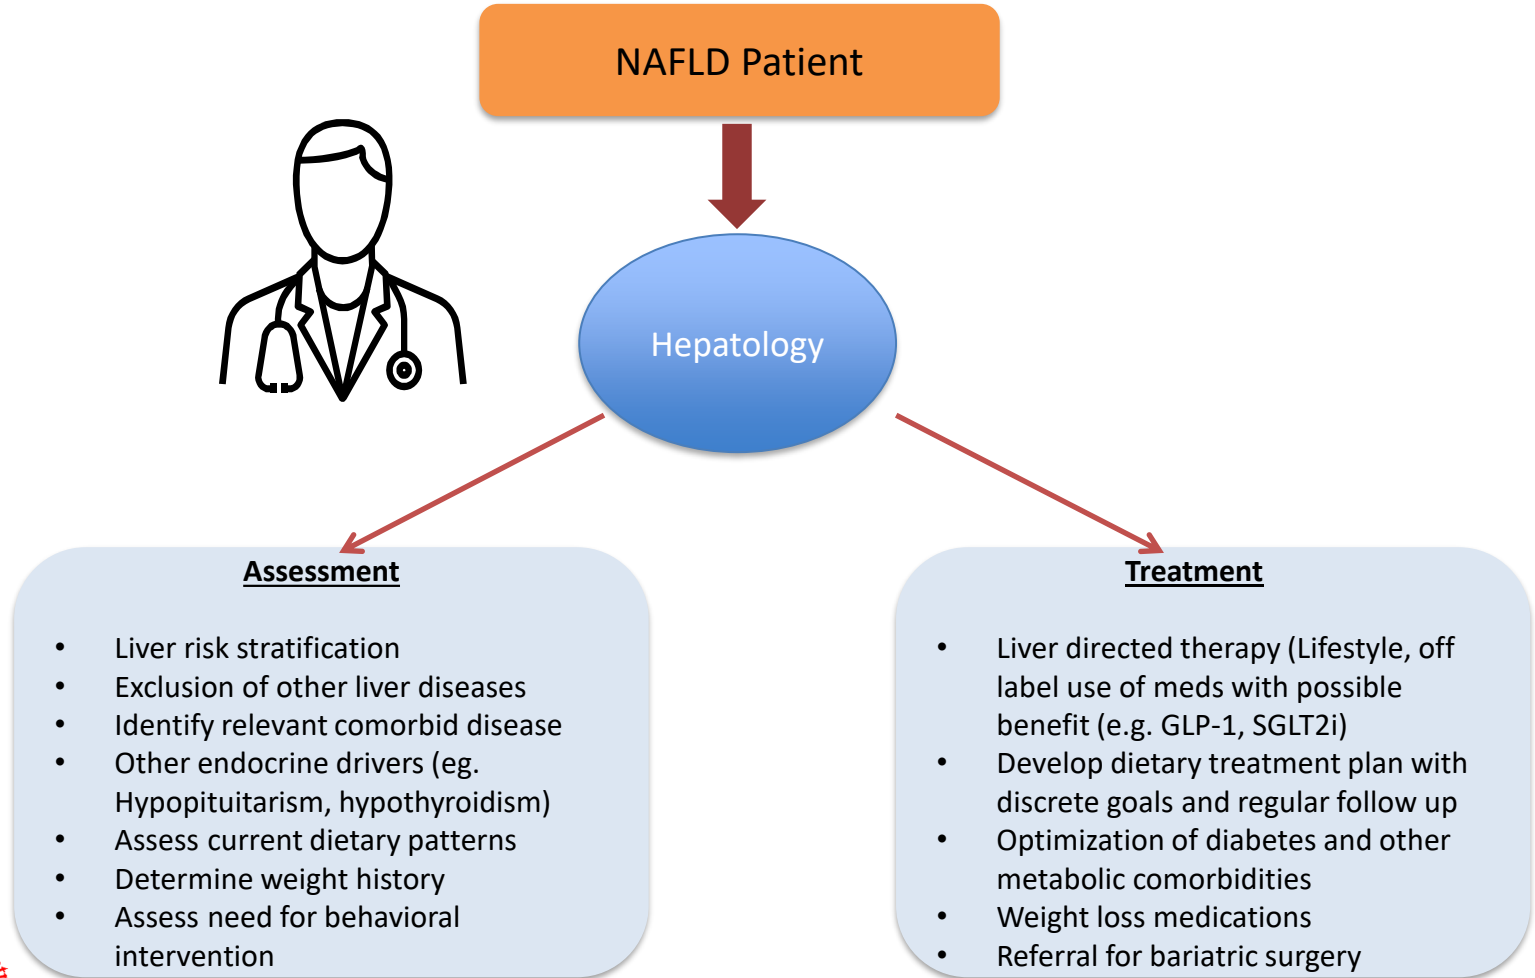 NAFLD Patient
Hepatology
Assessment
• Liver risk stratification
• Exclusion of other liver diseases
• Identify relevant comorbid disease
• Other endocrine drivers (eg.
Hypopituitarism, hypothyroidism)
• Assess current dietary patterns
• Determine weight history
• Assess need for behavioral
intervention
Treatment
• Liver directed therapy (Lifestyle, off
label use of meds with possible
benefit (e.g. GLP-1, SGLT2i)
• Develop dietary treatment plan with
discrete goals and regular follow up
• Optimization of diabetes and other
metabolic comorbidities
• Weight loss medications
• Referral for bariatric surgery